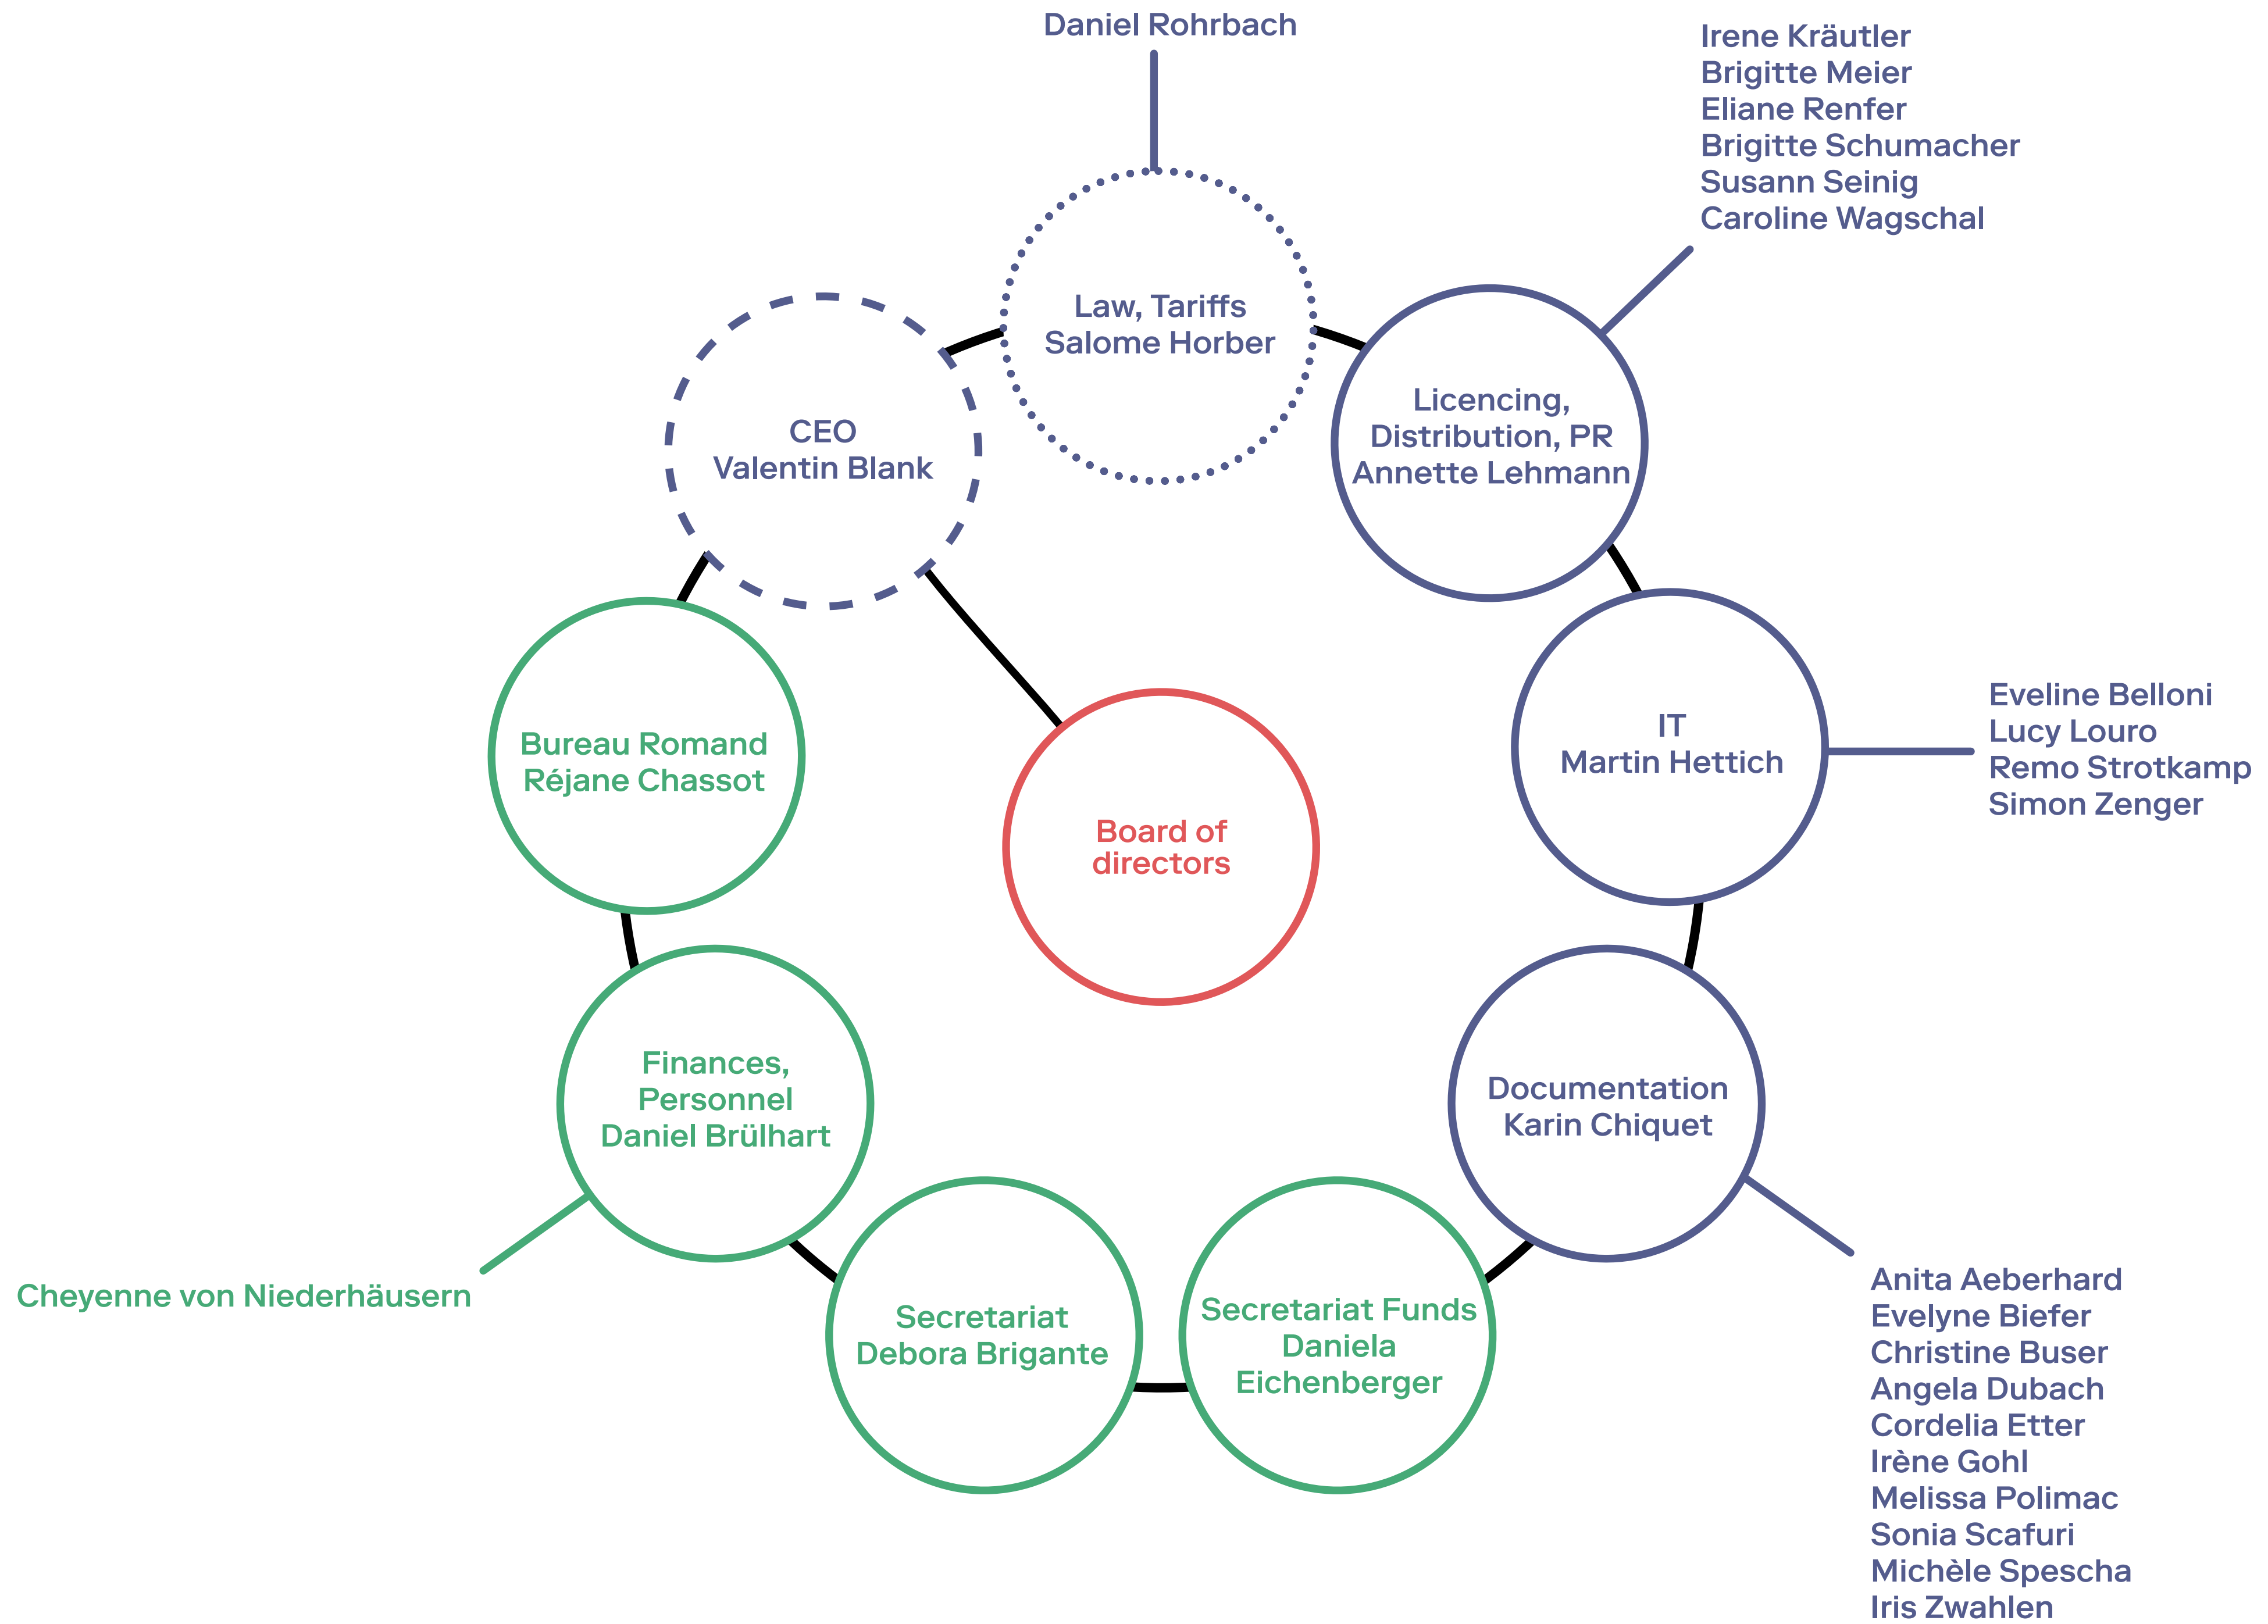 Daniel Rohrbach
Irene Kräutler
Brigitte Meier
Eliane Renfer
Brigitte Schumacher
Susann Seinig
Caroline Wagschal
Law, Tariffs
Salome Horber
CEO
Valentin Blank
Licencing,
Distribution, PR
Annette Lehmann
Eveline Belloni
Lucy Louro
Remo Strotkamp
Simon Zenger
IT
Martin Hettich
Bureau Romand
Réjane Chassot
Board of
directors
Finances,
Personnel
Daniel Brülhart
Documentation
Karin Chiquet
Cheyenne von Niederhäusern
Secretariat
Debora Brigante
Secretariat Funds
Daniela
Eichenberger
Anita Aeberhard
Evelyne Biefer
Christine Buser
Angela Dubach
Cordelia Etter
Irène Gohl
Melissa Polimac
Sonia Scafuri
Michèle Spescha
Iris Zwahlen